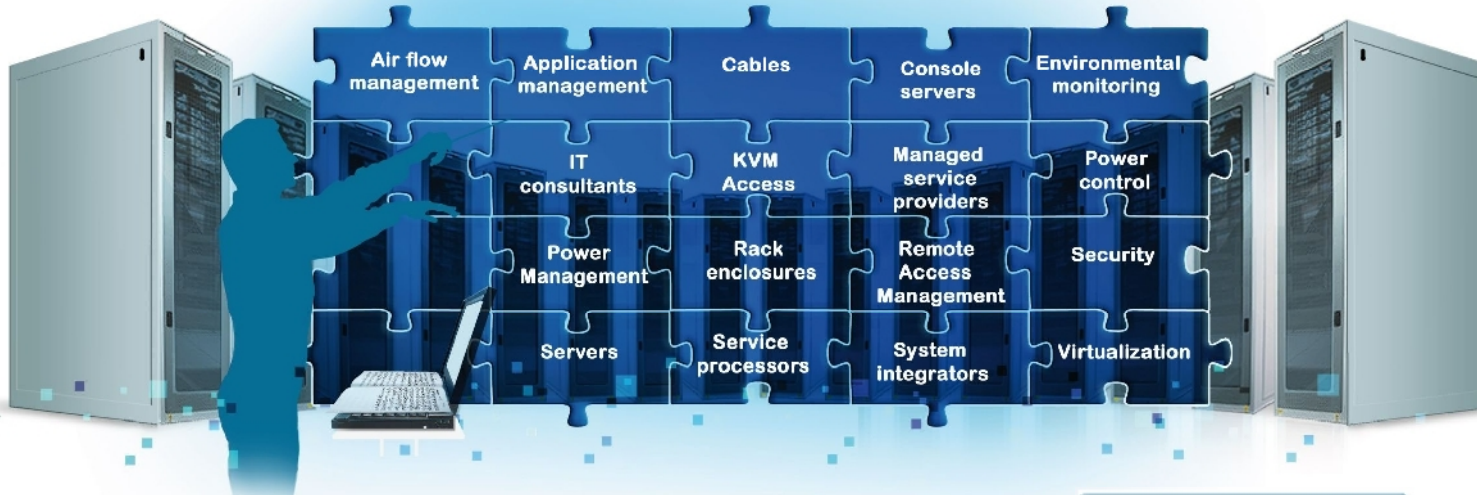 Air flow
management
Application
management
Cables
Console
servers
Environmental
monitoring
IT
consultants
KVM
Access
Managed
service
providers
Power
control
Power
Management
Rack
enclosures
Remote
Access
Management
Security
Servers
Service
processors
System
integrators
Virtualization